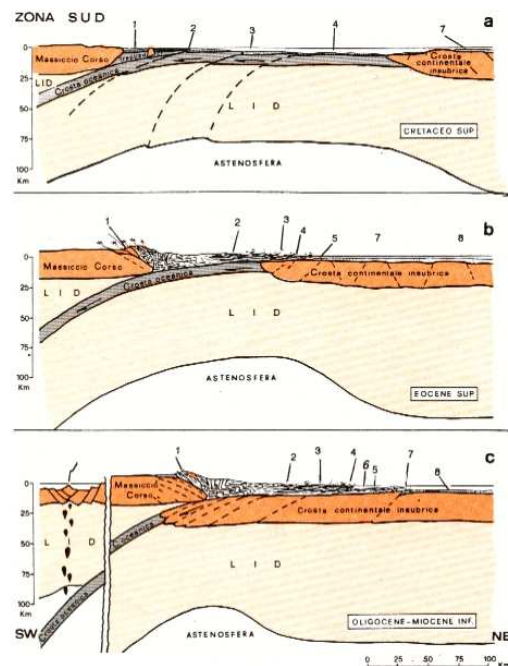 ZONA SUD
a
1 2 3 4 7
0
Massiccio Corso
Crosta continentale insubrica
25
LID
Crosta oceanica
50
L I D
75
CRETACEO SUP
100
Km
ASTENOSFERA
b
1 2 3 4 5 7 8
0
Massiccio Corso
Crosta oceanica
Crosta continentale insubrica
25
L I D
50
L I D
75
100
Km
ASTENOSFERA
EOCENE SUP
c
1 2 3 4 6 5 7 8
0
Massiccio Corso
25
Crosta continentale insubrica
L I D
50
L I D
75
100
Km
OLIGOCENE-MIOCENE INF.
SW
ASTENOSFERA
NE
0 25 50 75 100
Km